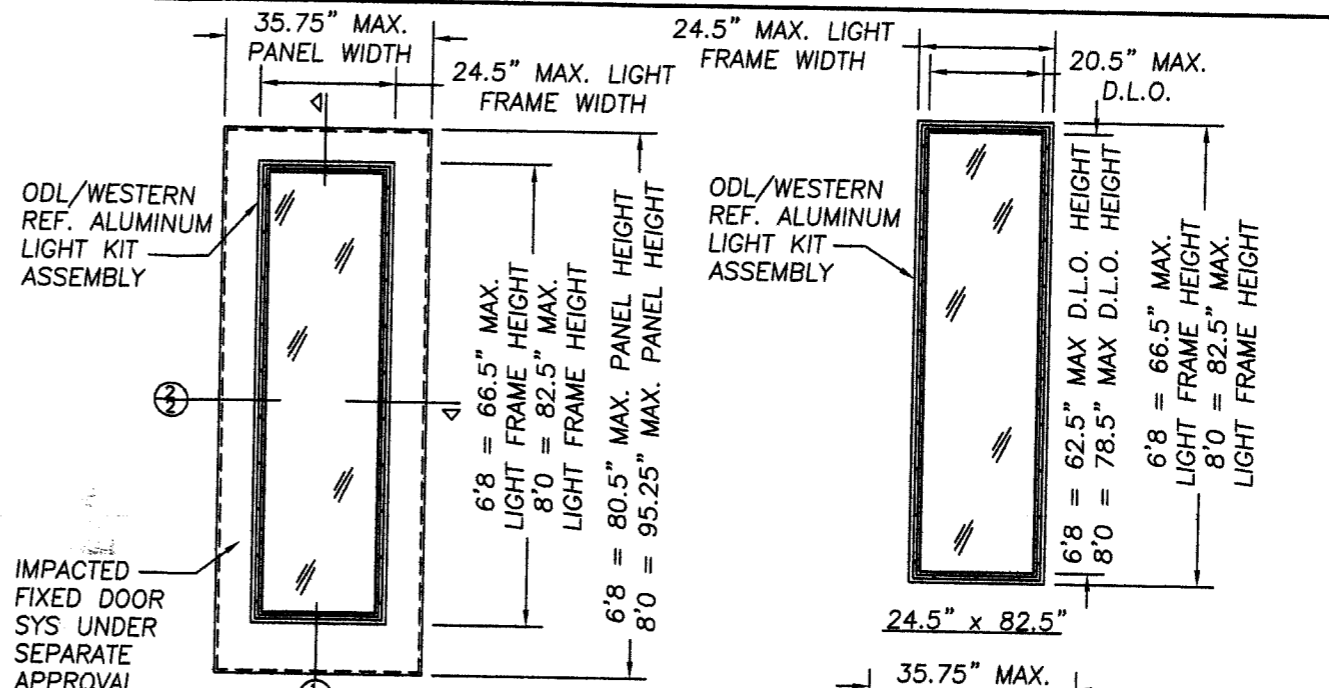 35.75" MAX.
PANEL WIDTH
24.5" MAX. LIGHT
FRAME WIDTH
ODL/WESTERN
REF. ALUMINUM
LIGHT KIT
ASSEMBLY
2
2
IMPACTED
FIXED DOOR
SYS UNDER
SEPARATE
APPROVAL
1
6'8 = 66.5" MAX.
LIGHT FRAME HEIGHT
8'0 = 82.5" MAX.
LIGHT FRAME HEIGHT
6'8 = 80.5" MAX. PANEL HEIGHT
8'0 = 95.25" MAX. PANEL HEIGHT
24.5" MAX. LIGHT
FRAME WIDTH
20.5" MAX.
D.L.O.
ODL/WESTERN
REF. ALUMINUM
LIGHT KIT
ASSEMBLY
6'8 = 62.5" MAX D.L.O. HEIGHT
8'0 = 78.5" MAX D.L.O. HEIGHT
6'8 = 66.5" MAX.
LIGHT FRAME HEIGHT
8'0 = 82.5" MAX.
LIGHT FRAME HEIGHT
24.5" x 82.5"
35.75" MAX.